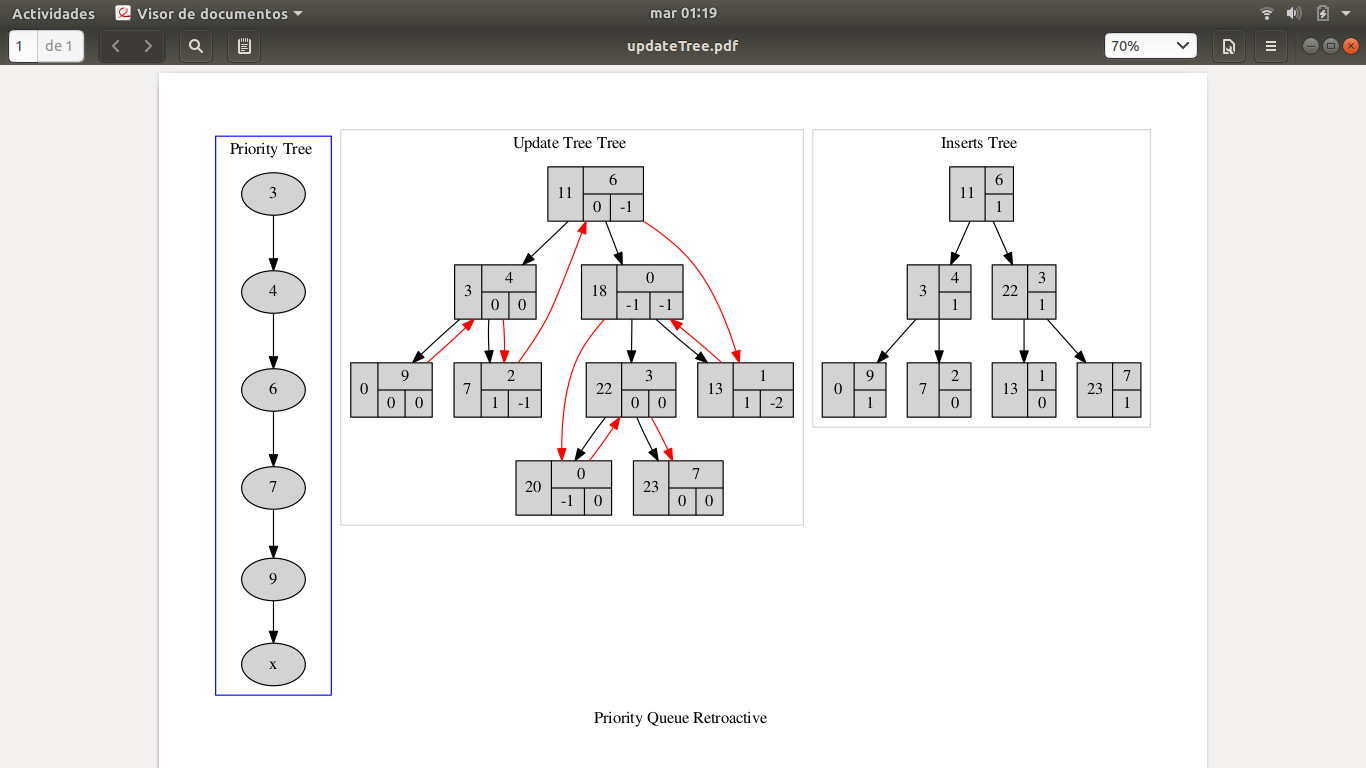 Actividades Visor de documentos mar 01:19
1 de 1 updateTree.pdf 70%
Priority Tree
3
4
6
7
9
x
Update Tree Tree
11 6 0 -1
3 4 0 0
18 0 -1 -1
0 9 0 0
7 2 1 -1
22 3 0 0
13 1 1 -2
20 0 -1 0
23 7 0 0
Inserts Tree
11 6 1
3 4 1
22 3 1
0 9 1
7 2 0
13 1 0
23 7 1
Priority Queue Retroactive